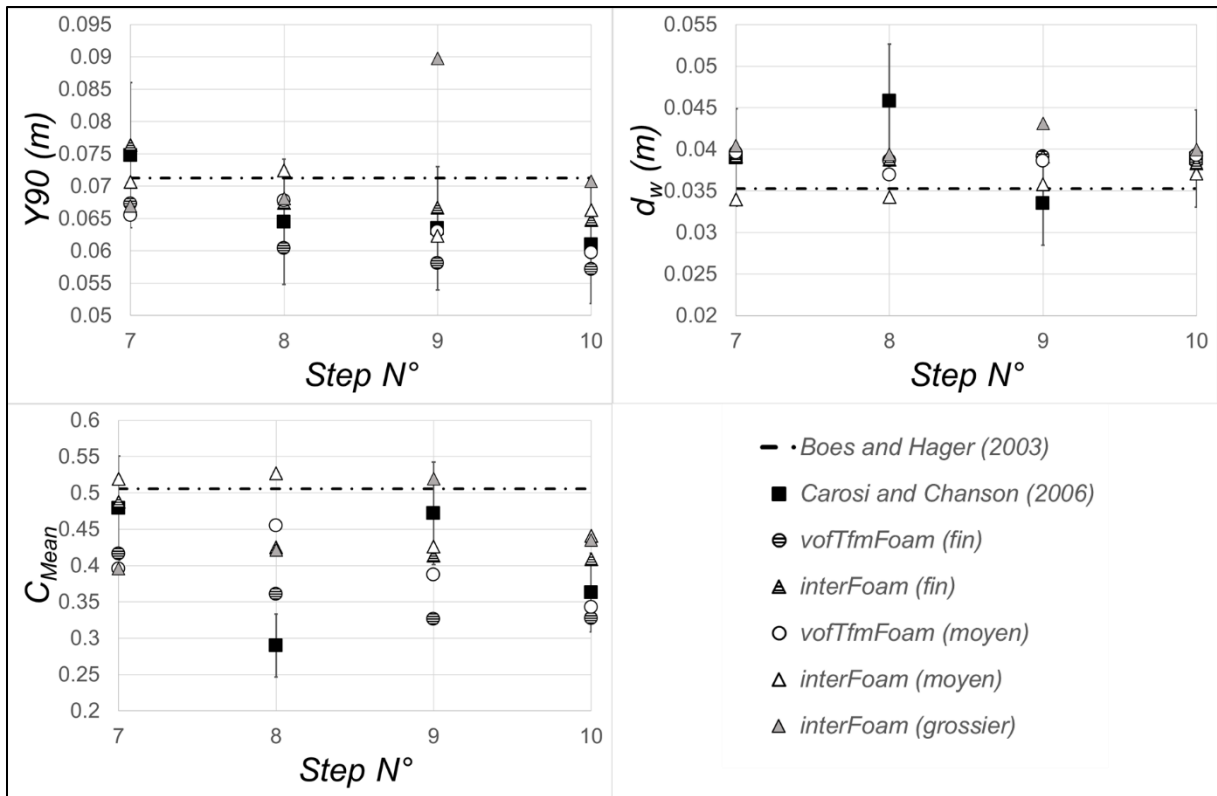 Y90 (m)
0.095
0.09
0.085
0.08
0.075
0.07
0.065
0.06
0.055
0.05
7 8 9 10
Step N°
d_w (m)
0.055
0.05
0.045
0.04
0.035
0.03
0.025
0.02
7 8 9 10
Step N°
C_Mean
0.6
0.55
0.5
0.45
0.4
0.35
0.3
0.25
0.2
7 8 9 10
Step N°
Boes and Hager (2003)
Carosi and Chanson (2006)
vofTfmFoam (fin)
interFoam (fin)
vofTfmFoam (moyen)
interFoam (moyen)
interFoam (grossier)